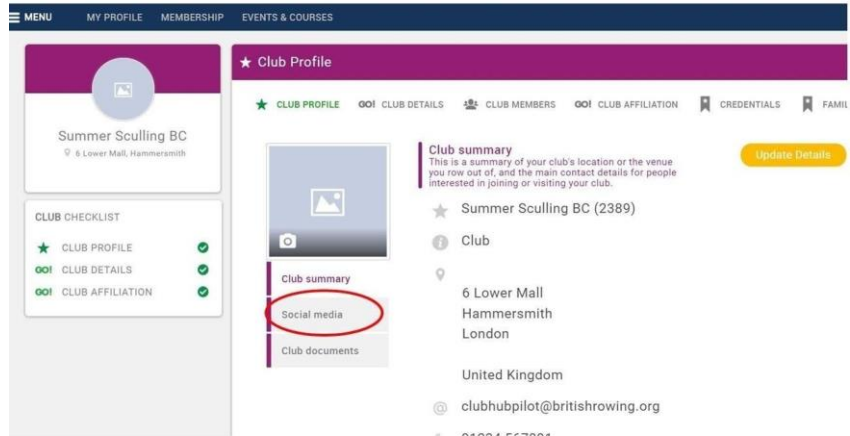 MENU MY PROFILE MEMBERSHIP EVENTS & COURSES
Summer Sculling BC
6 Lower Mall, Hammersmith
CLUB CHECKLIST
CLUB PROFILE
GO! CLUB DETAILS
GO! CLUB AFFILIATION
Club Profile
CLUB PROFILE GO! CLUB DETAILS CLUB MEMBERS GO! CLUB AFFILIATION CREDENTIALS FAMIL
Club summary
Social media
Club documents
Club summary
This is a summary of your club's location or the venue
you row out of, and the main contact details for people
interested in joining or visiting your club.
Update Details
Summer Sculling BC (2389)
Club
6 Lower Mall
Hammersmith
London
United Kingdom
clubhubpilot@britishrowing.org